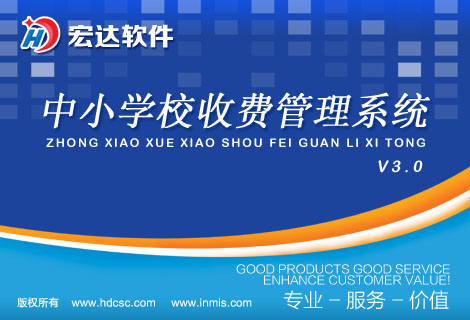 HD 宏达软件
中小学校收费管理系统
ZHONG XIAO XUE XIAO SHOU FEI GUAN LI XI TONG
V3.0
GOOD PRODUCTS GOOD SERVICE
ENHANCE CUSTOMER VALUE!
版权所有 www.hdcsc.com www.inmis.com 专业－服务－价值